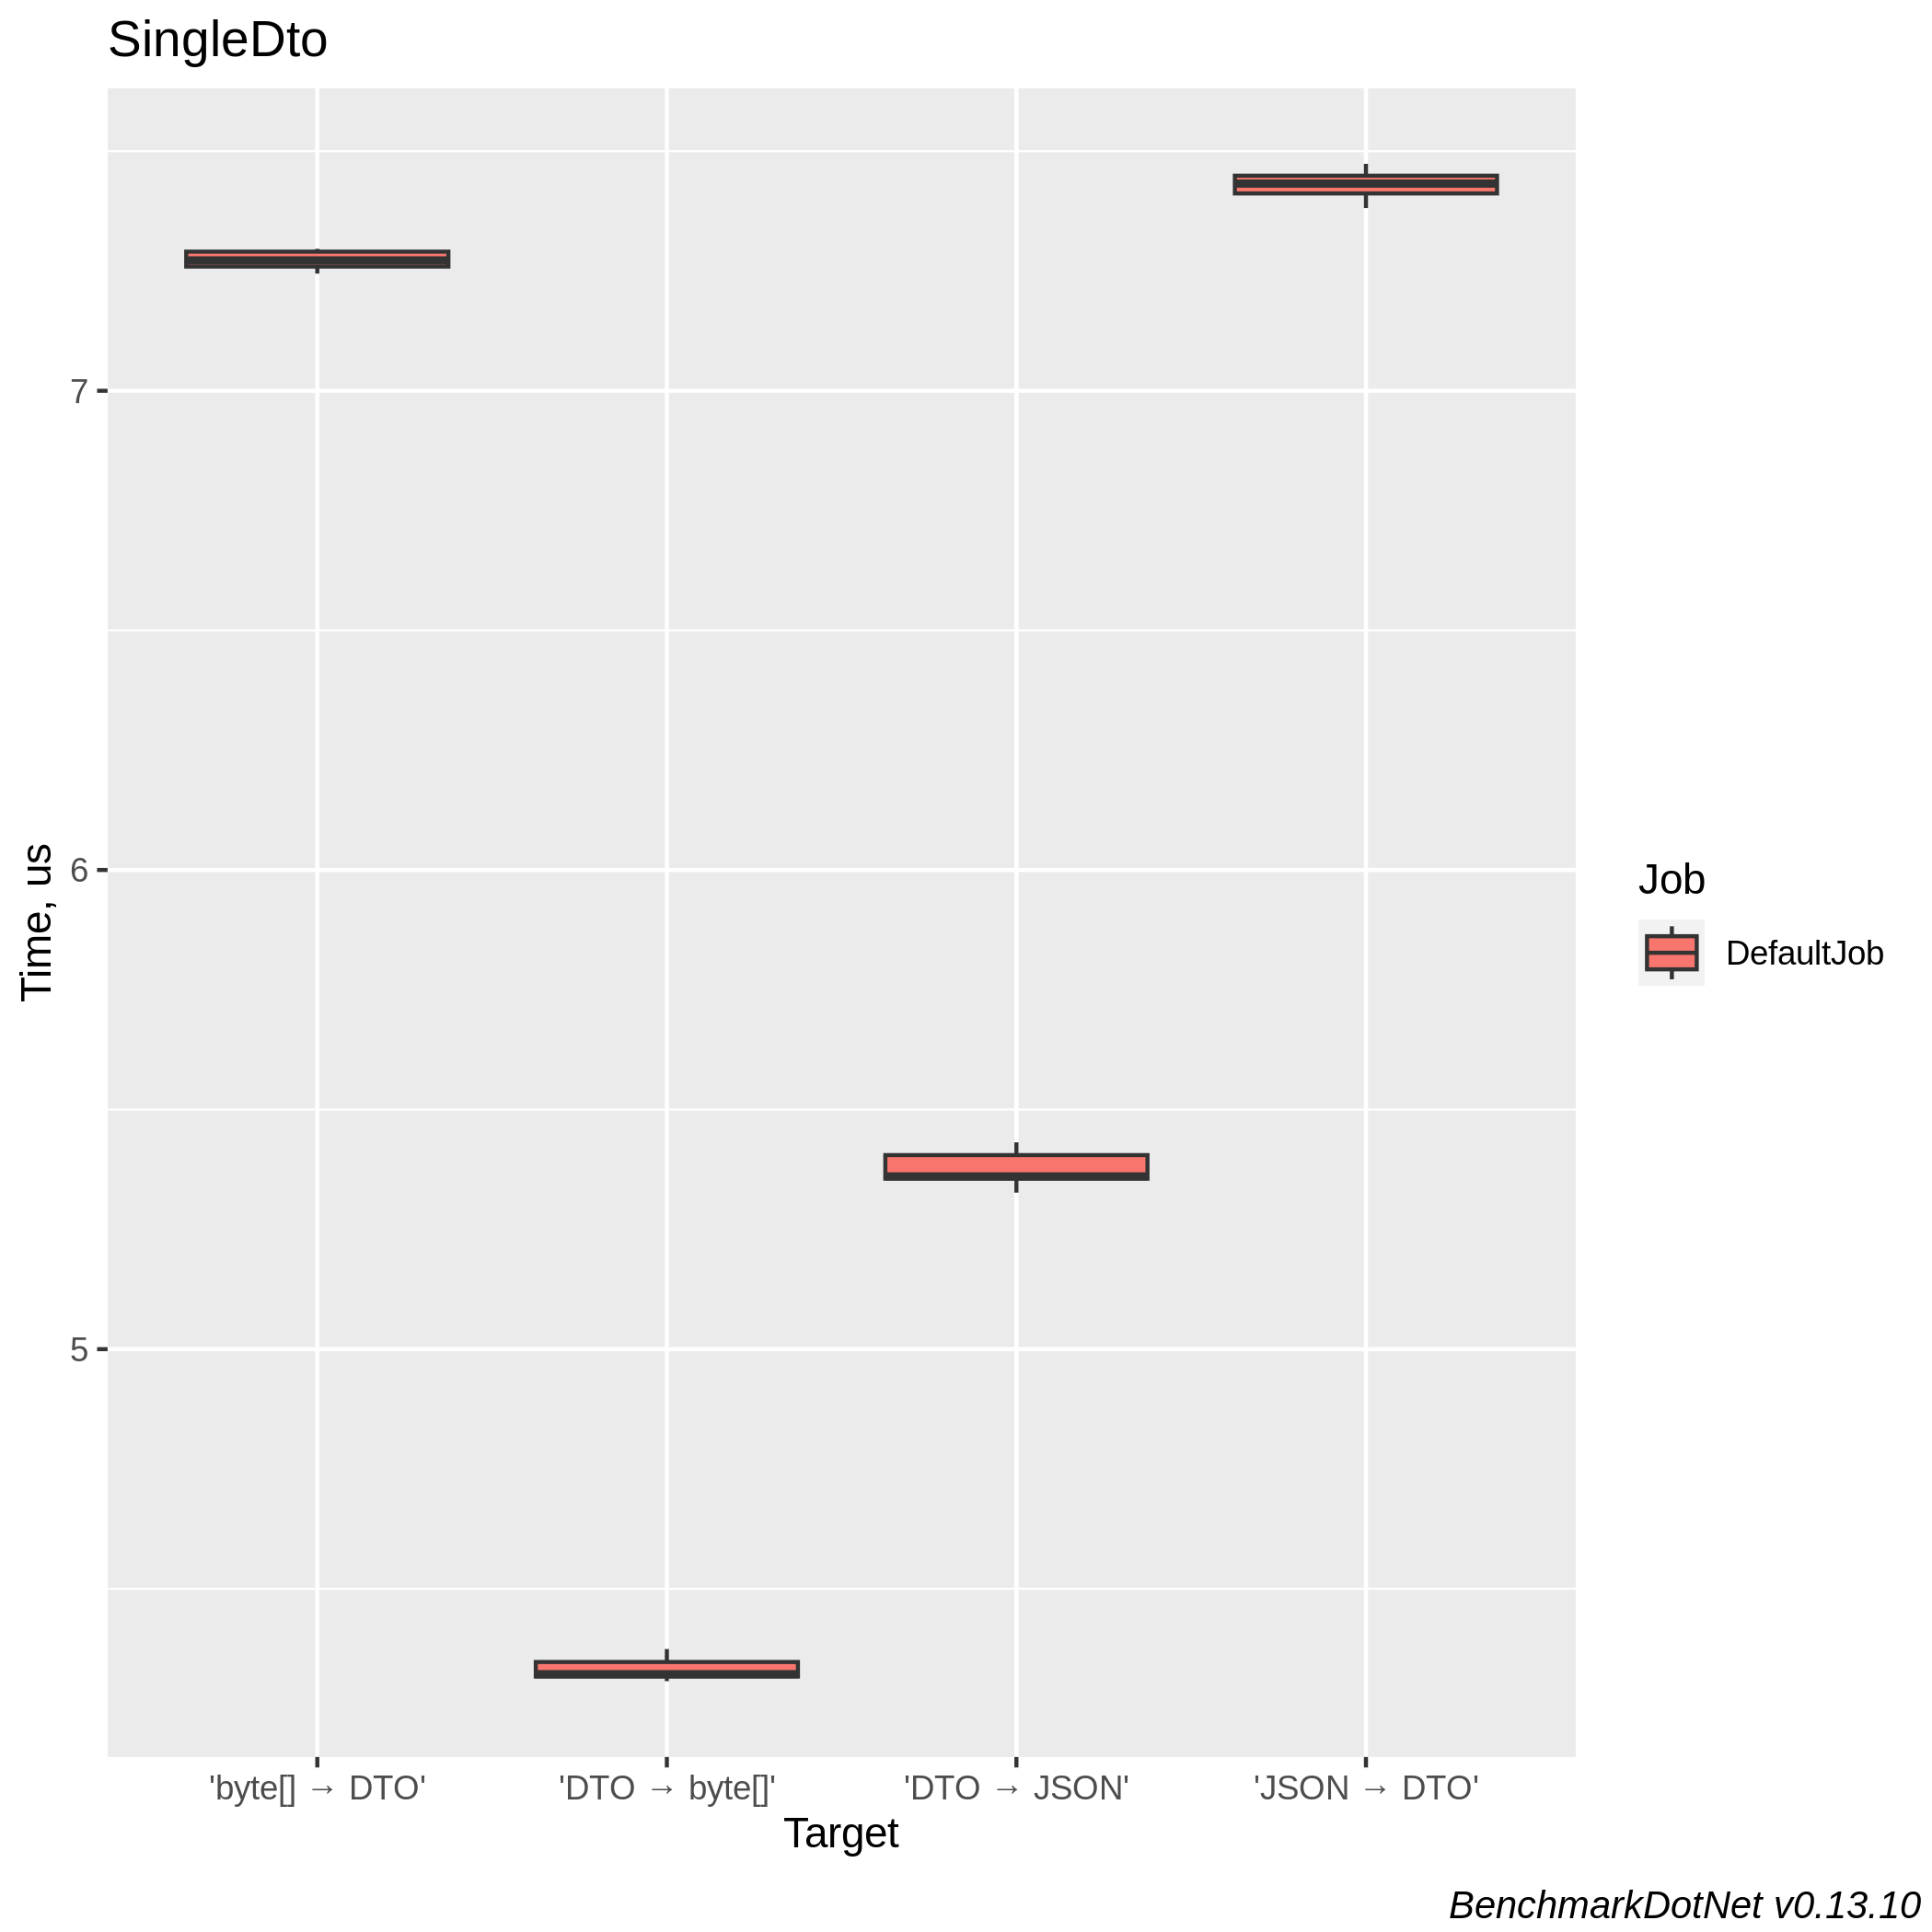 SingleDto
Time, us
7
6
5
'byte[] → DTO'
'DTO → byte[]'
'DTO → JSON'
'JSON → DTO'
Target
Job
DefaultJob
BenchmarkDotNet v0.13.10